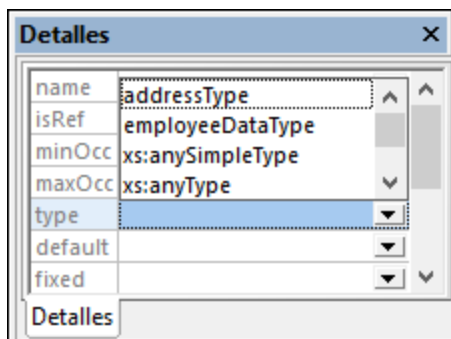 Detalles
name
addressType
isRef
employeeDataType
minOcc
xs:anySimpleType
maxOcc
xs:anyType
type
default
fixed
Detalles